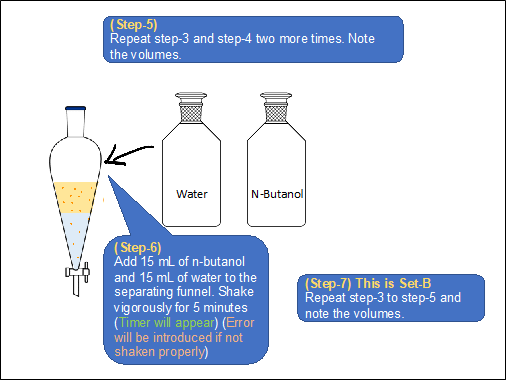 (Step-5)
Repeat step-3 and step-4 two more times. Note
the volumes.
Water
N-Butanol
(Step-6)
Add 15 mL of n-butanol
and 15 mL of water to the
separating funnel. Shake
vigorously for 5 minutes
(Timer will appear) (Error
will be introduced if not
shaken properly)
(Step-7) This is Set-B
Repeat step-3 to step-5 and
note the volumes.